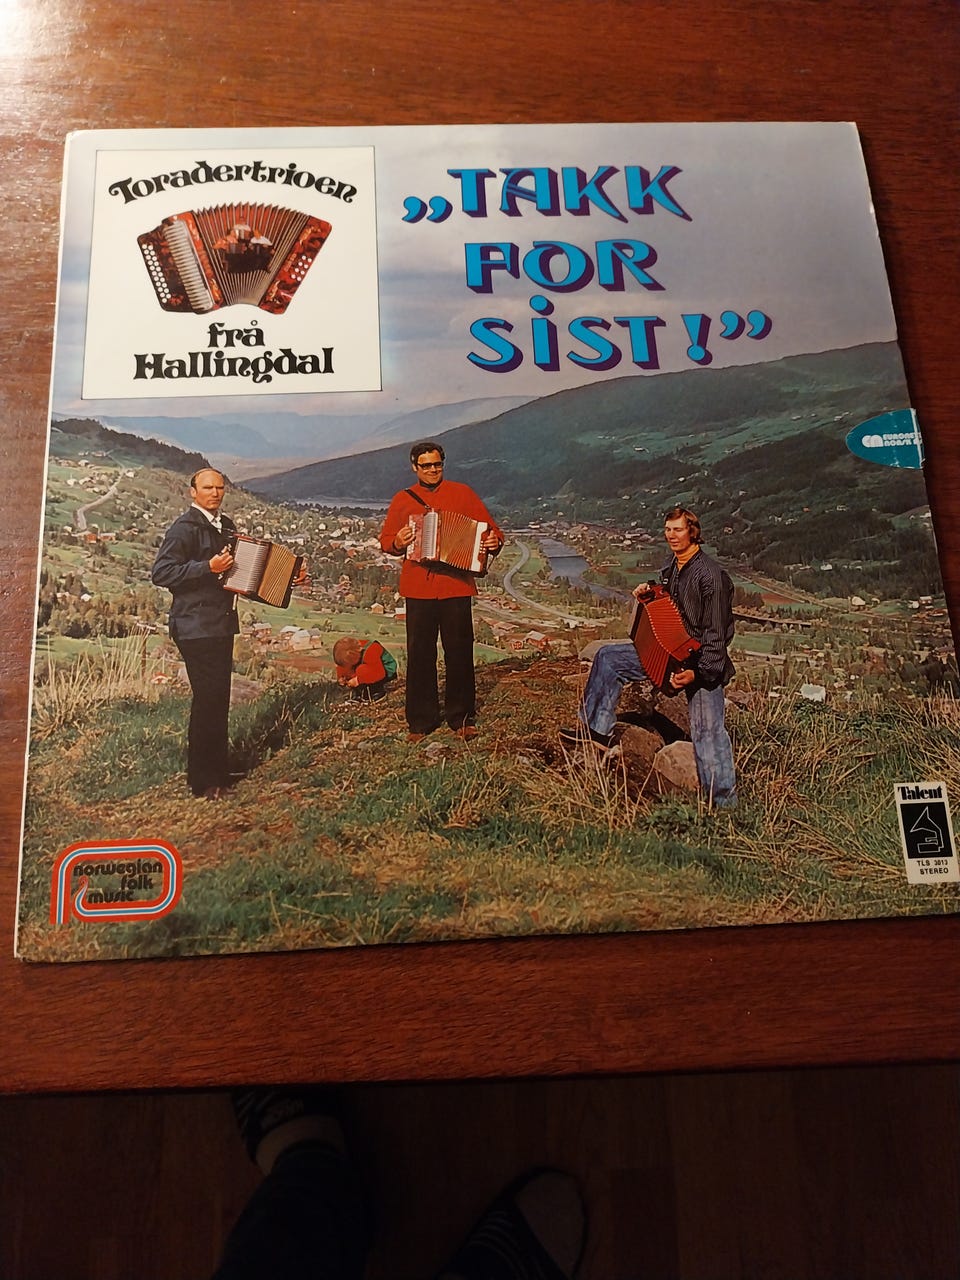 Toradertrioen
frå
Hallingdal
„TAKK
FOR
SIST!”
norwegian
folk
music
Talent
TLS 3013
STEREO